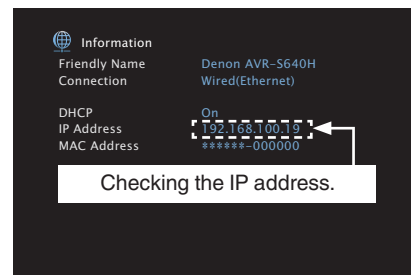 Information
Friendly Name Denon AVR-S640H
Connection Wired(Ethernet)
DHCP On
IP Address 192.168.100.19
MAC Address ******-000000
Checking the IP address.